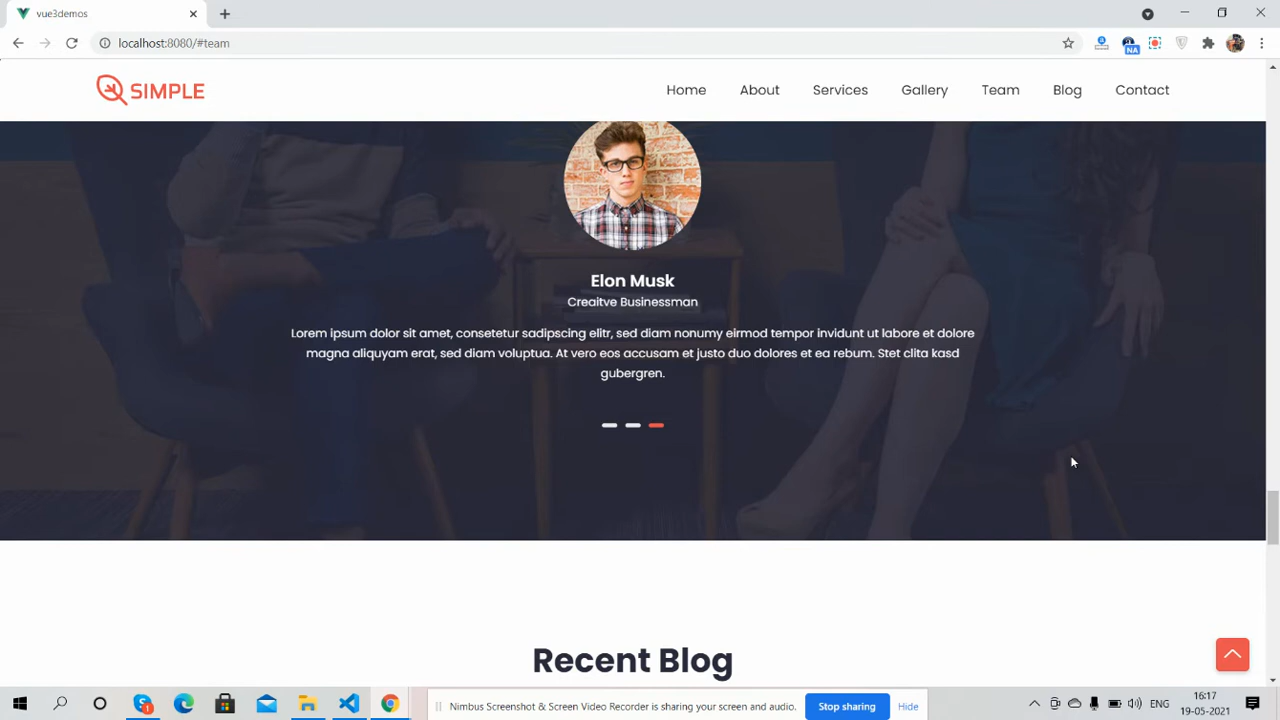 vue3demos
localhost:8080/#team
NA
SIMPLE
Home About Services Gallery Team Blog Contact
Elon Musk
Creaitve Businessman
Lorem ipsum dolor sit amet, consetetur sadipscing elitr, sed diam nonumy eirmod tempor invidunt ut labore et dolore
magna aliquyam erat, sed diam voluptua. At vero eos accusam et justo duo dolores et ea rebum. Stet clita kasd
gubergren.
Recent Blog
Nimbus Screenshot & Screen Video Recorder is sharing your screen and audio. Stop sharing Hide
ENG
16:17
19-05-2021